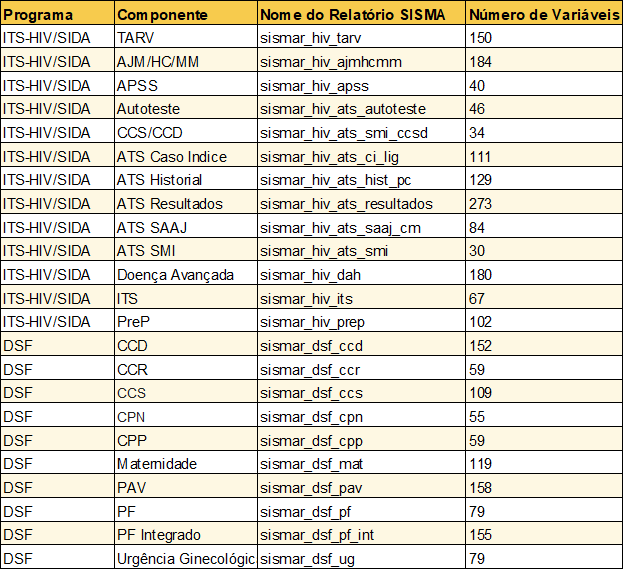 Programa Componente Nome do Relatório SISMA Número de Variáveis
ITS-HIV/SIDA TARV sismar_hiv_tarv 150
ITS-HIV/SIDA AJM/HC/MM sismar_hiv_ajmhcmm 184
ITS-HIV/SIDA APSS sismar_hiv_apss 40
ITS-HIV/SIDA Autoteste sismar_hiv_ats_autoteste 46
ITS-HIV/SIDA CCS/CCD sismar_hiv_ats_smi_ccsd 34
ITS-HIV/SIDA ATS Caso Indice sismar_hiv_ats_ci_lig 111
ITS-HIV/SIDA ATS Historial sismar_hiv_ats_hist_pc 129
ITS-HIV/SIDA ATS Resultados sismar_hiv_ats_resultados 273
ITS-HIV/SIDA ATS SAAJ sismar_hiv_ats_saaj_cm 84
ITS-HIV/SIDA ATS SMI sismar_hiv_ats_smi 30
ITS-HIV/SIDA Doença Avançada sismar_hiv_dah 180
ITS-HIV/SIDA ITS sismar_hiv_its 67
ITS-HIV/SIDA PreP sismar_hiv_prep 102
DSF CCD sismar_dsf_ccd 152
DSF CCR sismar_dsf_ccr 59
DSF CCS sismar_dsf_ccs 109
DSF CPN sismar_dsf_cpn 55
DSF CPP sismar_dsf_cpp 59
DSF Maternidade sismar_dsf_mat 119
DSF PAV sismar_dsf_pav 158
DSF PF sismar_dsf_pf 79
DSF PF Integrado sismar_dsf_pf_int 155
DSF Urgência Ginecológic sismar_dsf_ug 79